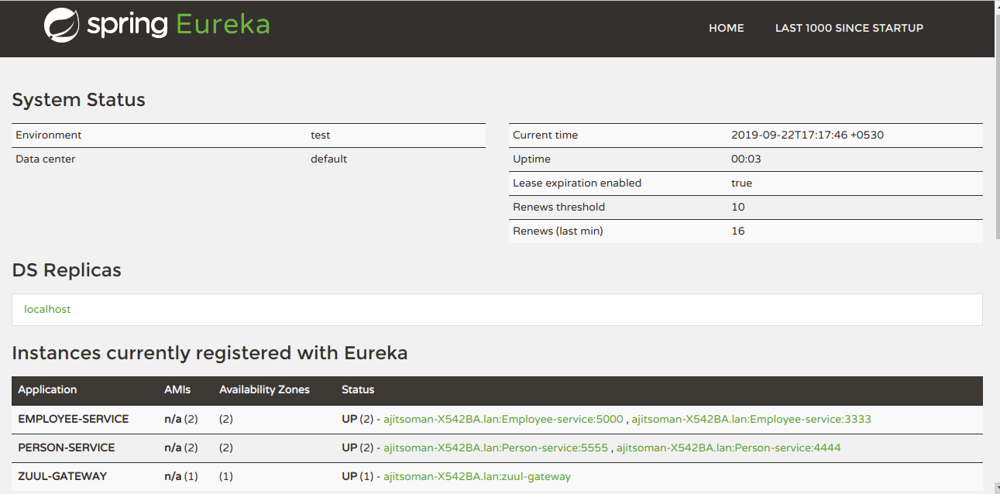 spring Eureka HOME LAST 1000 SINCE STARTUP
System Status
Environment test
Data center default
Current time 2019-09-22T17:17:46 +0530
Uptime 00:03
Lease expiration enabled true
Renews threshold 10
Renews (last min) 16
DS Replicas
localhost
Instances currently registered with Eureka
Application AMIs Availability Zones Status
EMPLOYEE-SERVICE n/a (2) (2) UP (2) - ajitsoman-X542BA.lan:Employee-service:5000 , ajitsoman-X542BA.lan:Employee-service:3333
PERSON-SERVICE n/a (2) (2) UP (2) - ajitsoman-X542BA.lan:Person-service:5555 , ajitsoman-X542BA.lan:Person-service:4444
ZUUL-GATEWAY n/a (1) (1) UP (1) - ajitsoman-X542BA.lan:zuul-gateway